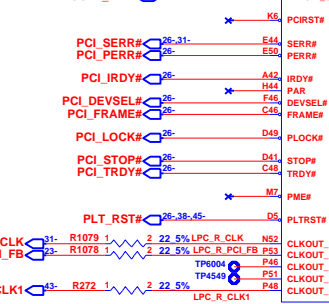 K6 PCIRST#
PCI_SERR# 26-,31- E44 SERR#
PCI_PERR# 26- E50 PERR#
PCI_IRDY# 26- A42 IRDY#
H44 PAR
PCI_DEVSEL# 26- F46 DEVSEL#
PCI_FRAME# 26- C46 FRAME#
PCI_LOCK# 26- D49 PLOCK#
PCI_STOP# 26- D41 STOP#
PCI_TRDY# 26- C48 TRDY#
M7 PME#
PLT_RST# 26-,38-,45- D5 PLTRST#
CLK 31- R1079 1 2 22_5% LPC_R_CLK N52 CLKOUT_
I_FB 23- R1078 1 2 22_5% LPC_R_PCI_FB P53 CLKOUT_
TP6004 P46 CLKOUT_
TP4549 P51 CLKOUT_
CLK1 43- R272 1 2 22_5% LPC_R_CLK1 P48 CLKOUT_